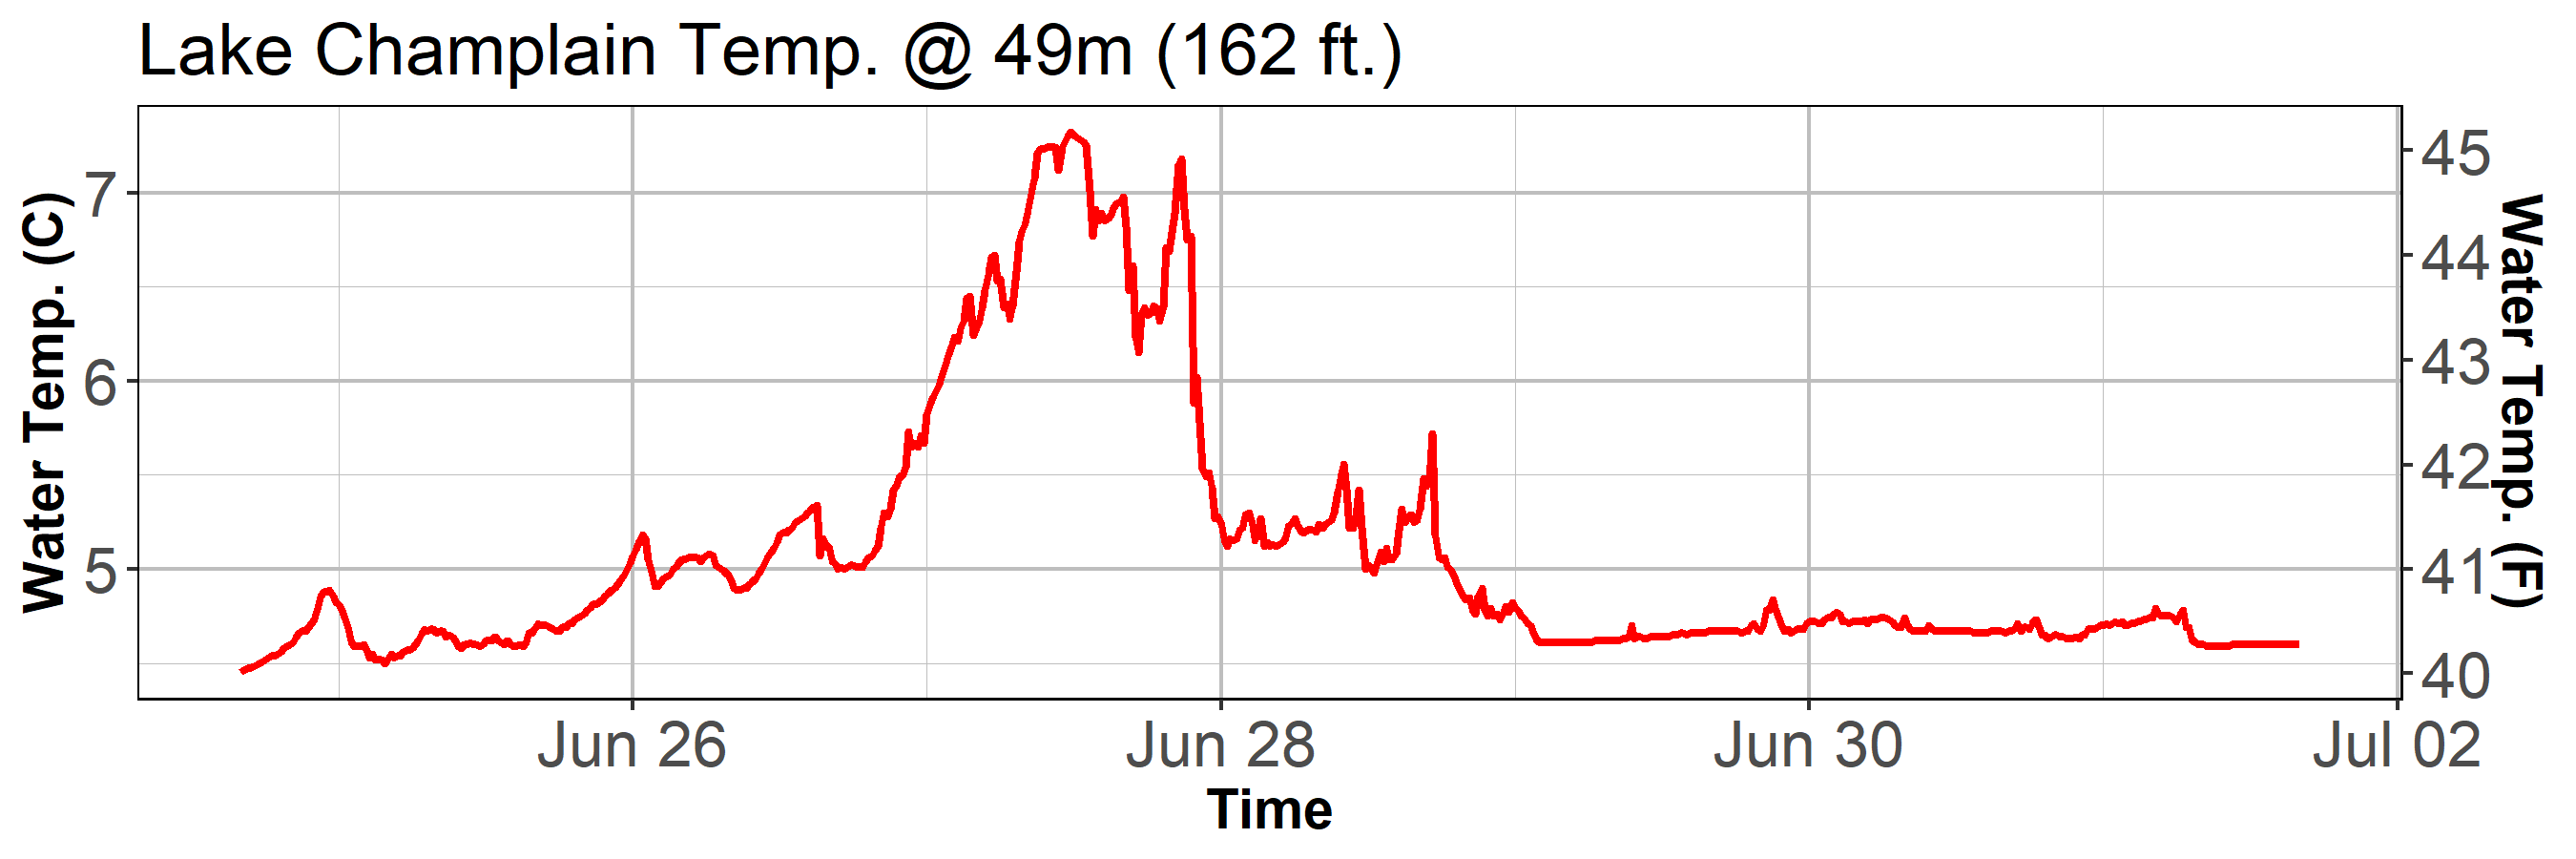 Lake Champlain Temp. @ 49m (162 ft.)
Water Temp. (C)
7
6
5
45
44
43
42
41
40
Water Temp. (F)
Jun 26 Jun 28 Jun 30 Jul 02
Time